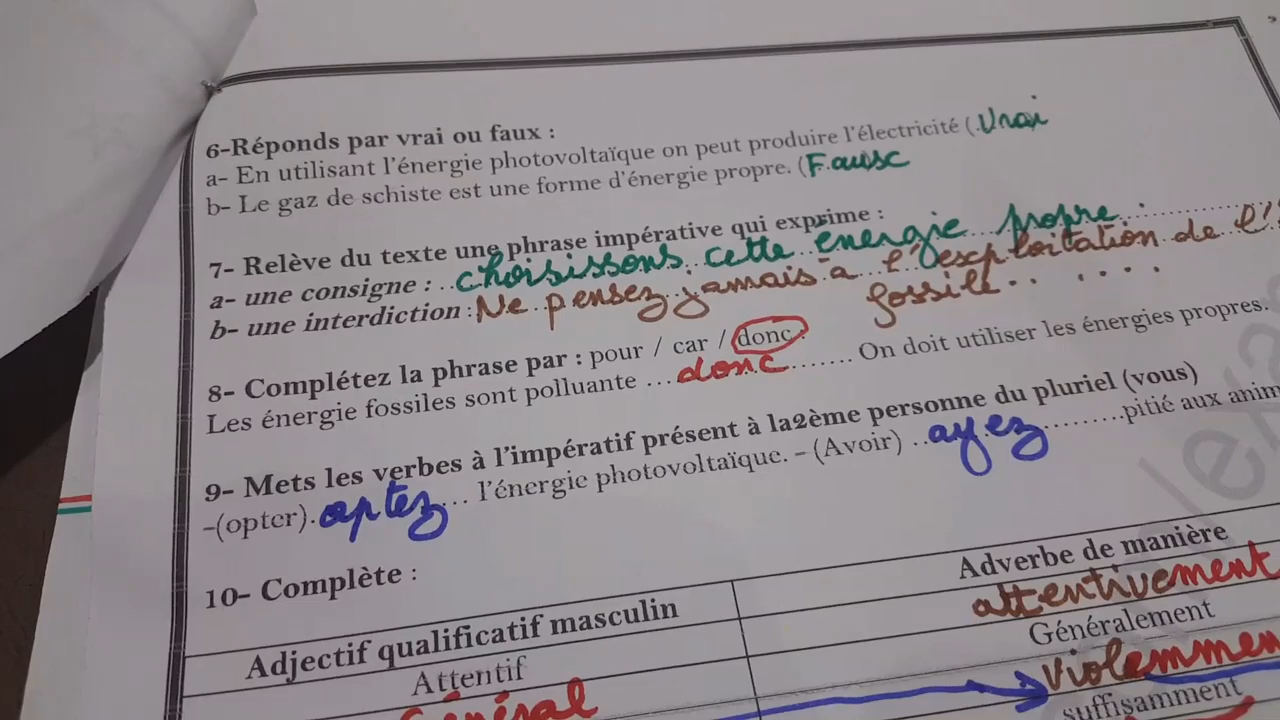 6-Réponds par vrai ou faux :
a- En utilisant l'énergie photovoltaïque on peut produire l'électricité (.Vrai
b- Le gaz de schiste est une forme d'énergie propre. (Fausc
7- Relève du texte une phrase impérative qui exprime :
a- une consigne : ..choisissons cette énergie propre
b- une interdiction : Ne pensez jamais à l'exploitation de l'
fossile.. ....
8- Complétez la phrase par : pour / car / donc.
Les énergie fossiles sont polluante ...donc....... On doit utiliser les énergies propres.
9- Mets les verbes à l'impératif présent à la2ème personne du pluriel (vous)
-(opter).optez... l'énergie photovoltaïque. - (Avoir) ..ayez.........pitié aux anim
10- Complète :
Adjectif qualificatif masculin Adverbe de manière
Attentif attentivement
Général Généralement
Violemmen
suffisamment